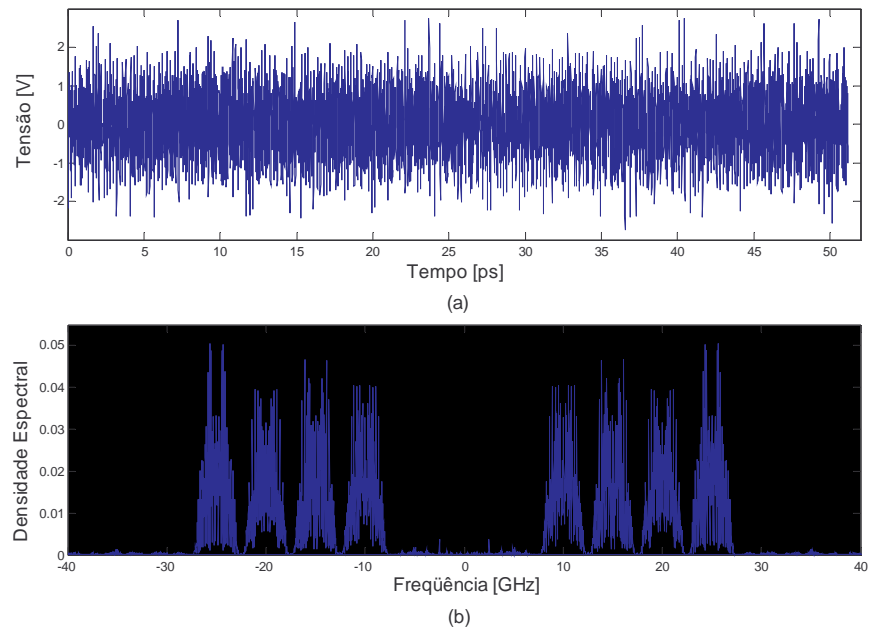 2
1
0
-1
-2
Tensão [V]
0 5 10 15 20 25 30 35 40 45 50
Tempo [ps]
(a)
0.05
0.04
0.03
0.02
0.01
0
Densidade Espectral
-40 -30 -20 -10 0 10 20 30 40
Freqüência [GHz]
(b)